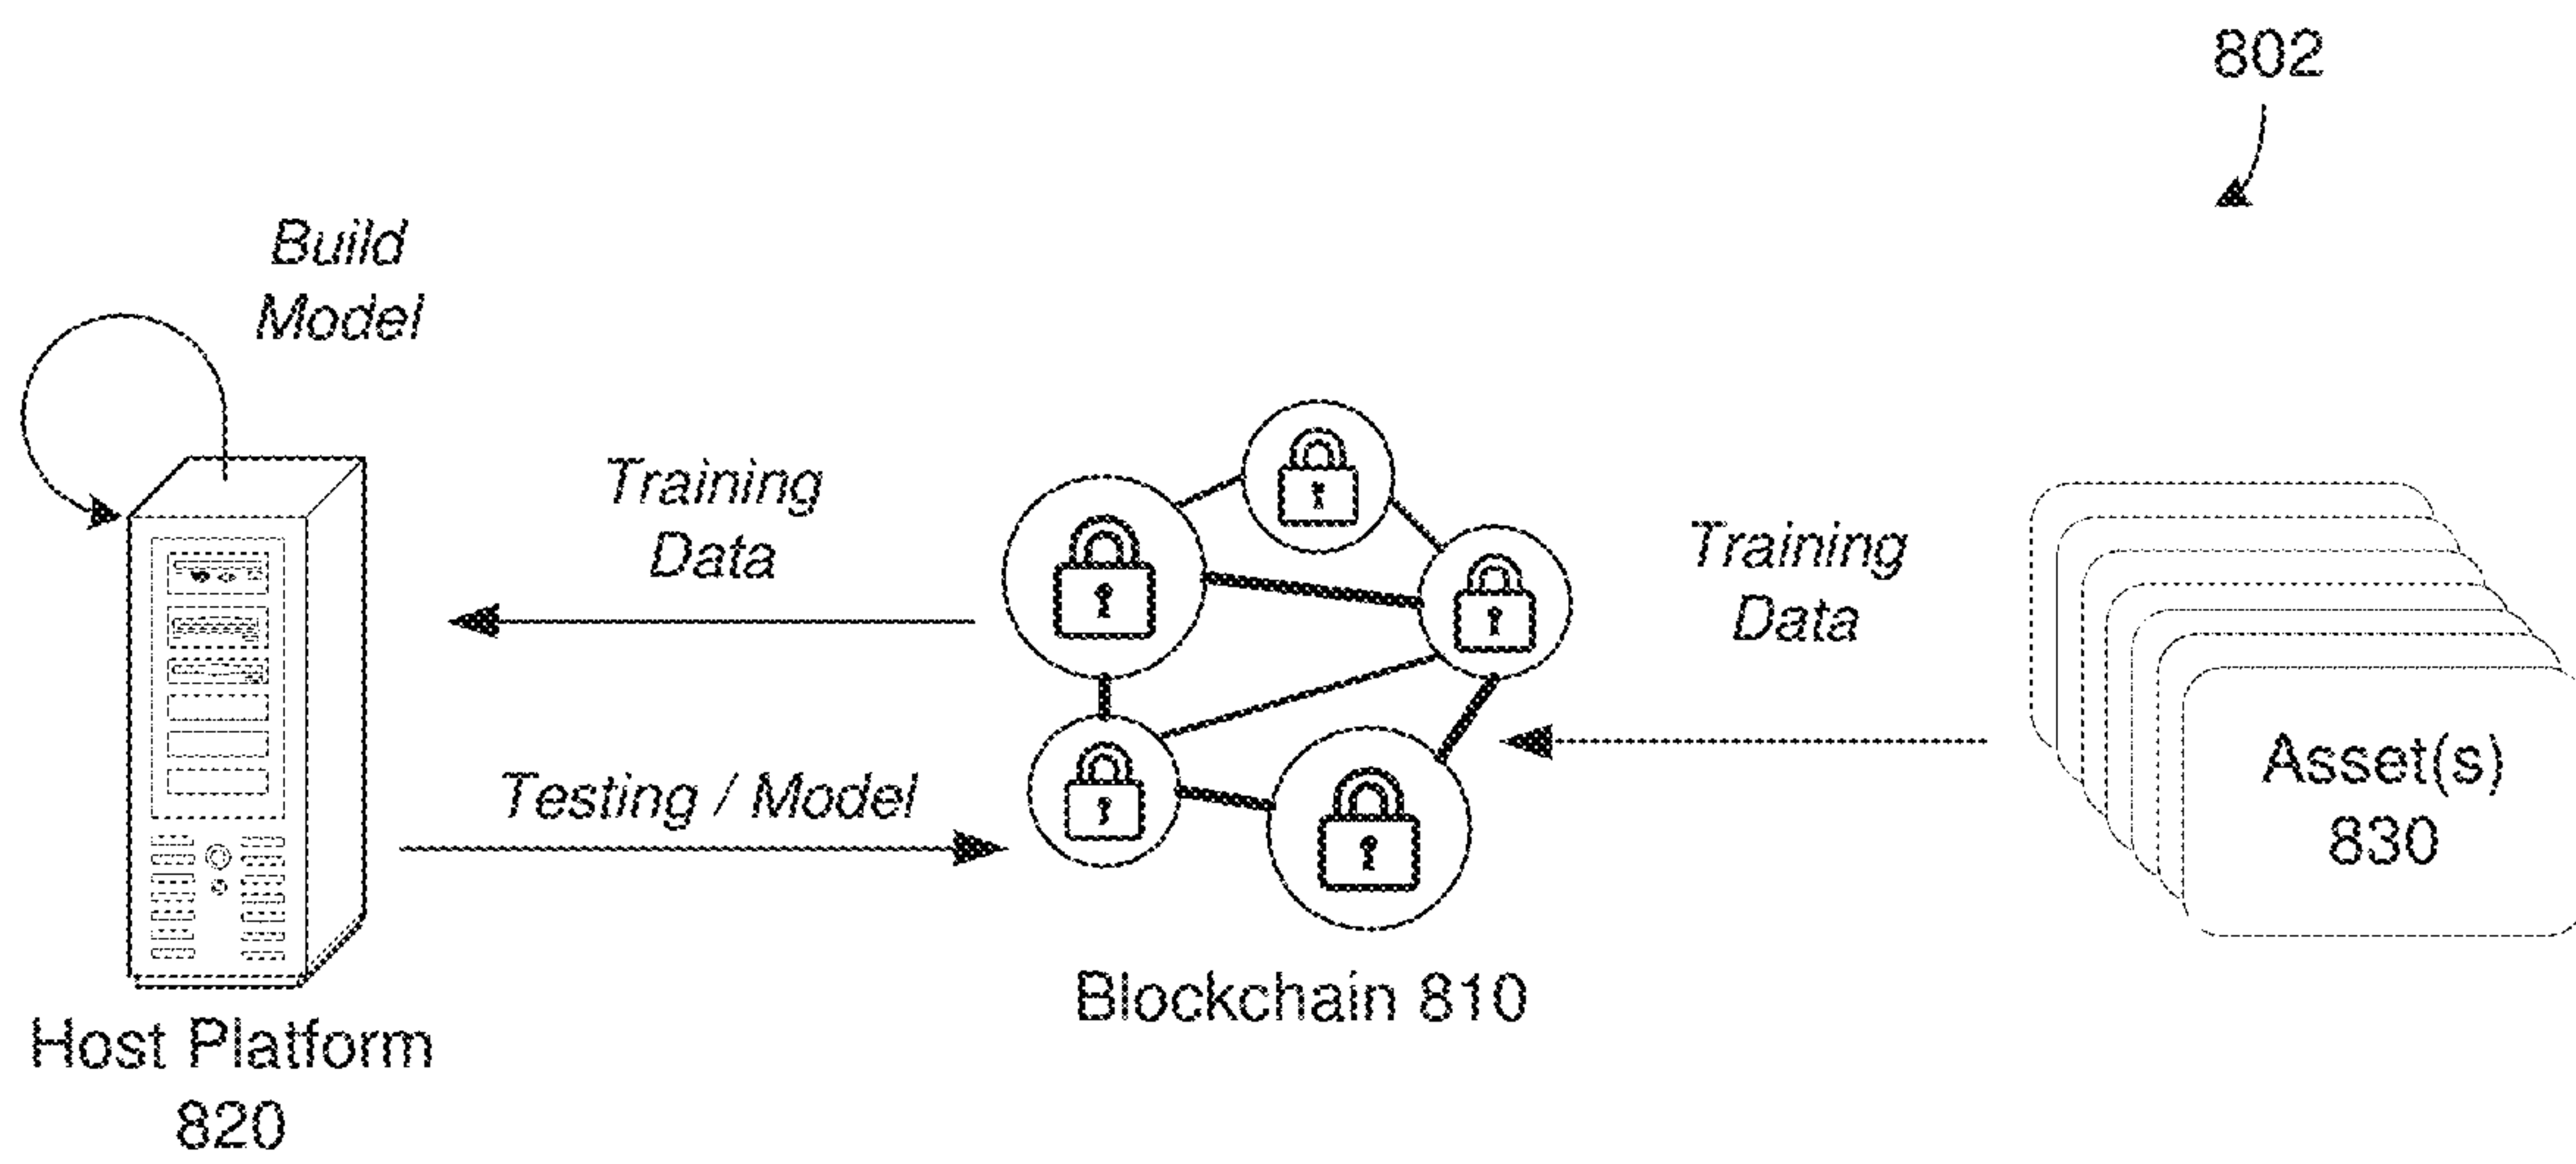 802
Build
Model
Training
Data
Training
Data
Testing / Model
Asset(s)
830
Blockchain 810
Host Platform
820